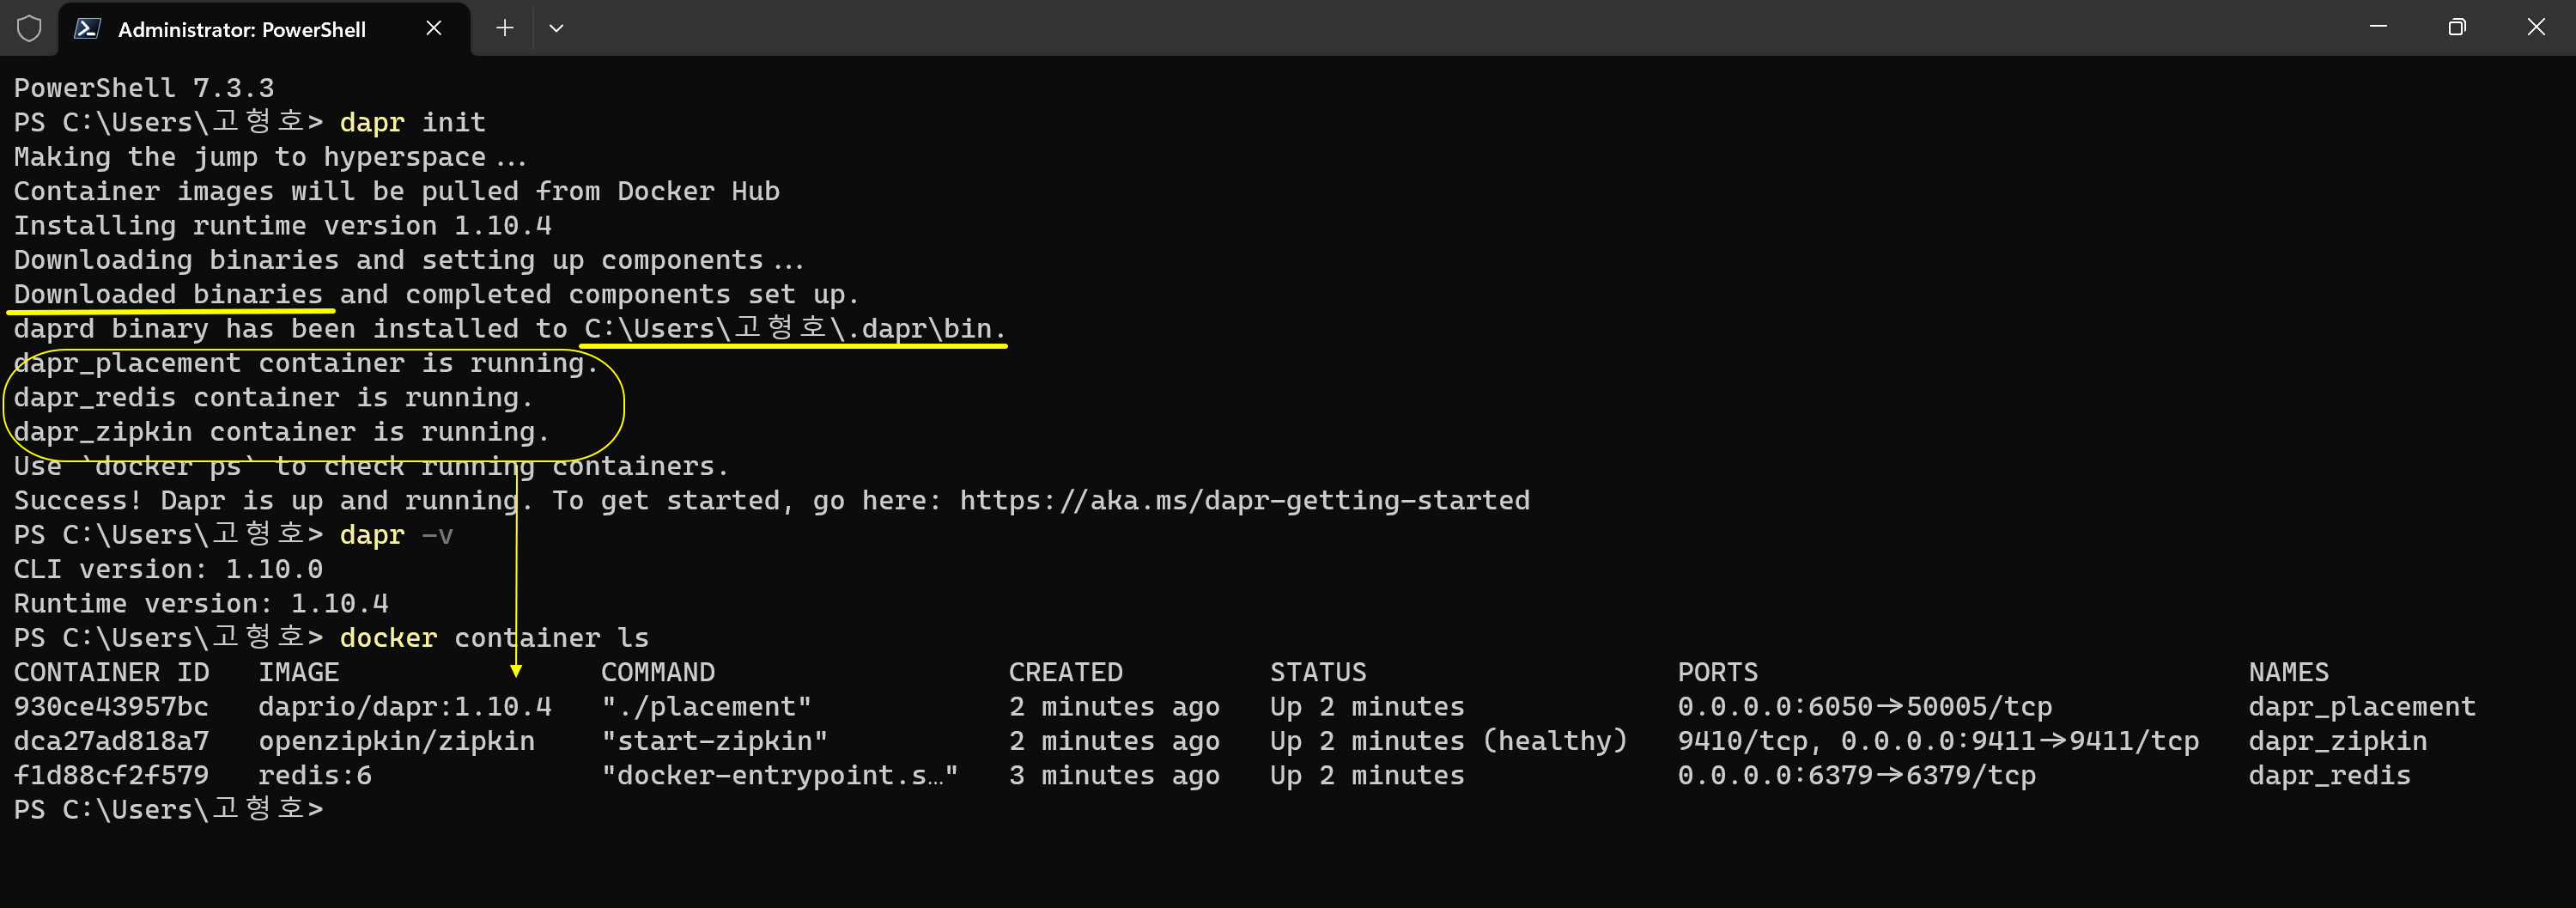 Administrator: PowerShell
PowerShell 7.3.3
PS C:\Users\고형호> dapr init
Making the jump to hyperspace...
Container images will be pulled from Docker Hub
Installing runtime version 1.10.4
Downloading binaries and setting up components...
Downloaded binaries and completed components set up.
daprd binary has been installed to C:\Users\고형호\.dapr\bin.
dapr_placement container is running.
dapr_redis container is running.
dapr_zipkin container is running.
Use `docker ps` to check running containers.
Success! Dapr is up and running. To get started, go here: https://aka.ms/dapr-getting-started
PS C:\Users\고형호> dapr -v
CLI version: 1.10.0
Runtime version: 1.10.4
PS C:\Users\고형호> docker container ls
CONTAINER ID   IMAGE                COMMAND                  CREATED         STATUS                   PORTS                              NAMES
930ce43957bc   daprio/dapr:1.10.4   "./placement"            2 minutes ago   Up 2 minutes             0.0.0.0:6050->50005/tcp            dapr_placement
dca27ad818a7   openzipkin/zipkin    "start-zipkin"           2 minutes ago   Up 2 minutes (healthy)   9410/tcp, 0.0.0.0:9411->9411/tcp   dapr_zipkin
f1d88cf2f579   redis:6              "docker-entrypoint.s…"   3 minutes ago   Up 2 minutes             0.0.0.0:6379->6379/tcp             dapr_redis
PS C:\Users\고형호>